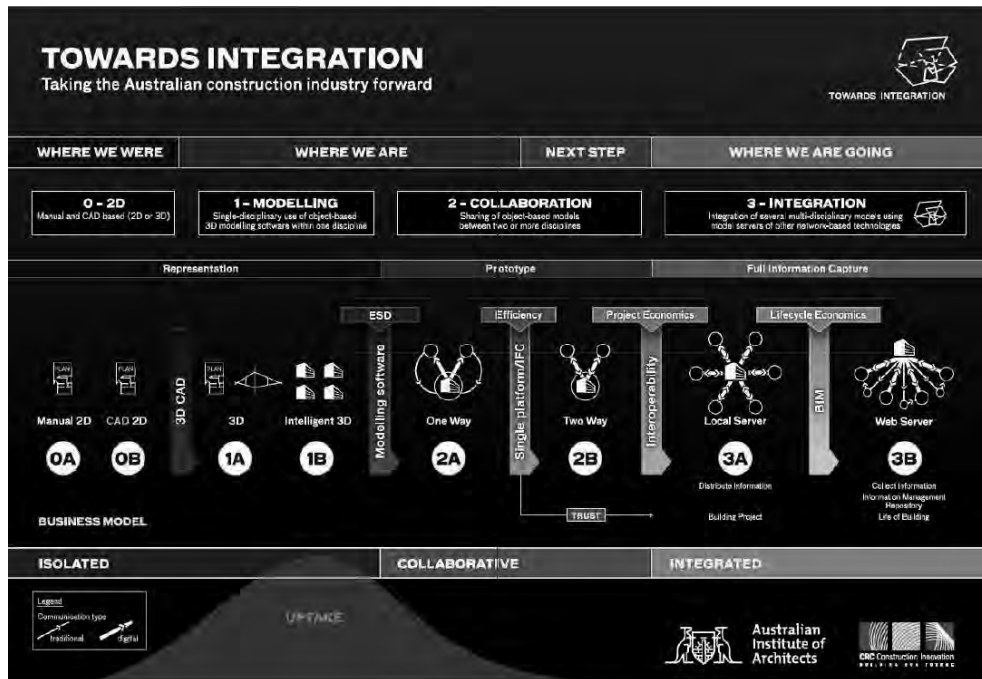 TOWARDS INTEGRATION
Taking the Australian construction industry forward
TOWARDS INTEGRATION
WHERE WE WERE
WHERE WE ARE
NEXT STEP
WHERE WE ARE GOING
0 - 2D
Manual and CAD based (2D or 3D)
1 - MODELLING
Single-disciplinary use of object-based
3D modelling software within one discipline
2 - COLLABORATION
Sharing of object-based models
between two or more disciplines
3 - INTEGRATION
Integration of several multi-disciplinary models using
model servers of other network-based technologies
Representation
Prototype
Full Information Capture
ESD
Efficiency
Project Economics
Lifecycle Economics
PLAN
PLAN
PLAN
3D CAD
Modelling software
Single platform/IFC
Interoperability
BIM
Manual 2D
CAD 2D
3D
Intelligent 3D
One Way
Two Way
Local Server
Web Server
0A
0B
1A
1B
2A
2B
3A
3B
Distribute Information
Building Project
Collect Information
Information Management
Repository
Life of Building
TRUST
BUSINESS MODEL
ISOLATED
COLLABORATIVE
INTEGRATED
Legend
Communication type
traditional
digital
UPTAKE
Australian
Institute of
Architects
CRC Construction Innovation
BUILDING OUR FUTURE